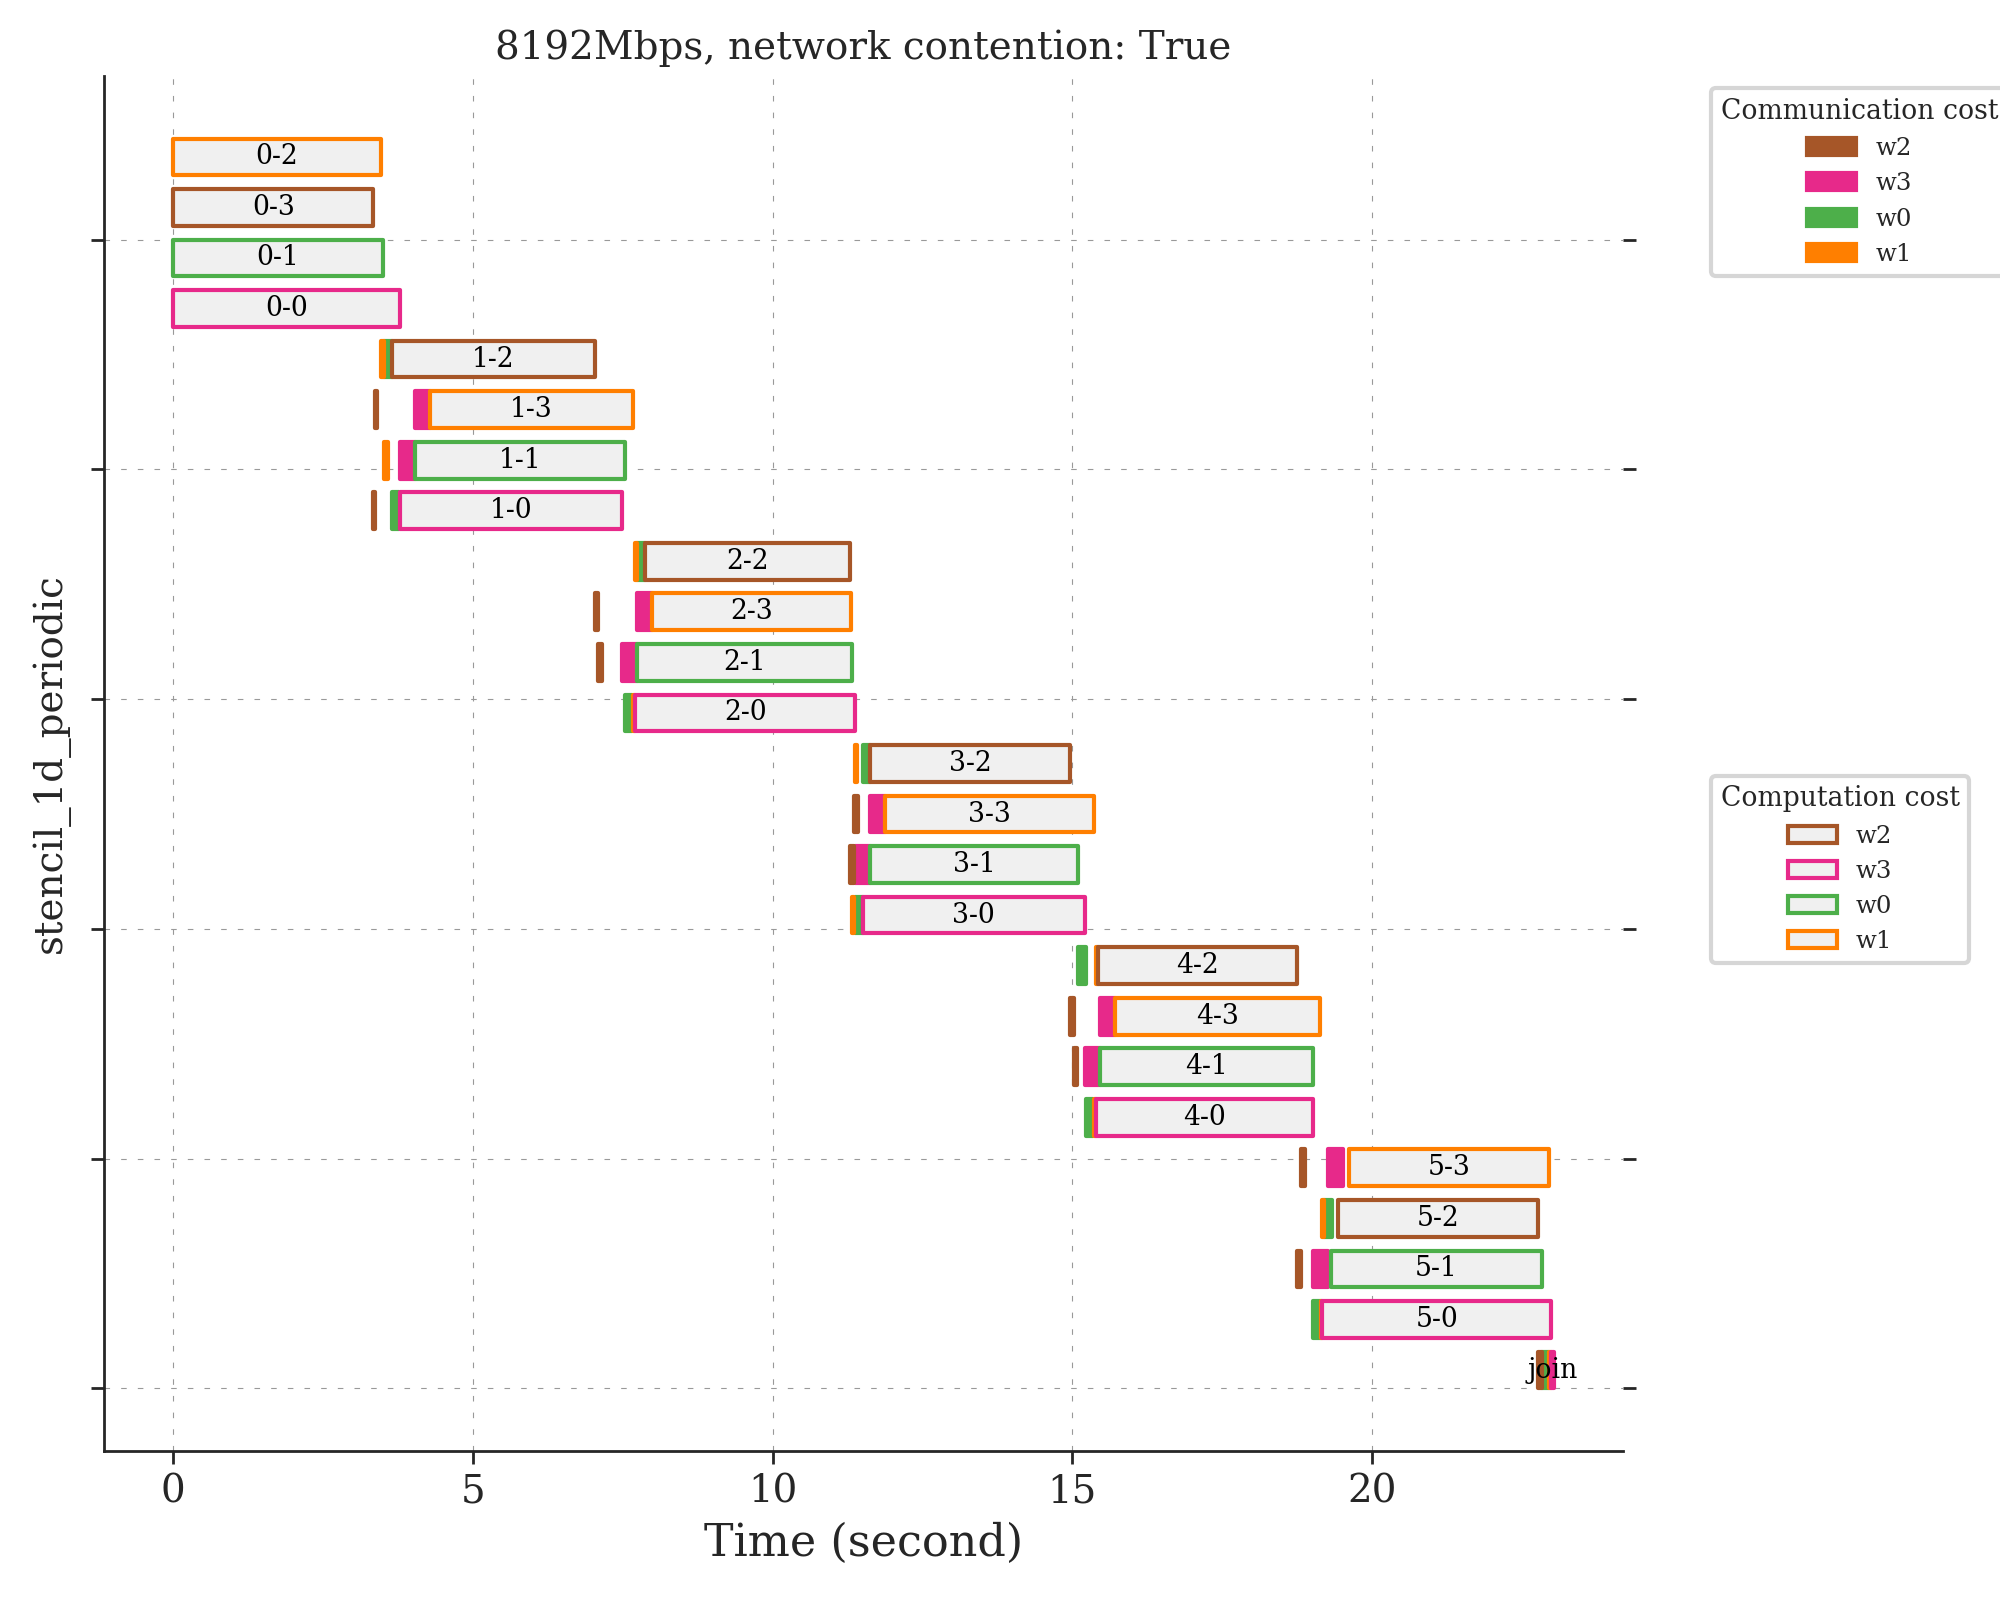 8192Mbps, network contention: True
Communication cost
w2
w3
w0
w1
0-2
0-3
0-1
0-0
1-2
1-3
1-1
1-0
2-2
2-3
2-1
2-0
3-2
3-3
3-1
3-0
4-2
4-3
4-1
4-0
5-3
5-2
5-1
5-0
join
Computation cost
w2
w3
w0
w1
stencil_1d_periodic
0
5
10
15
20
Time (second)